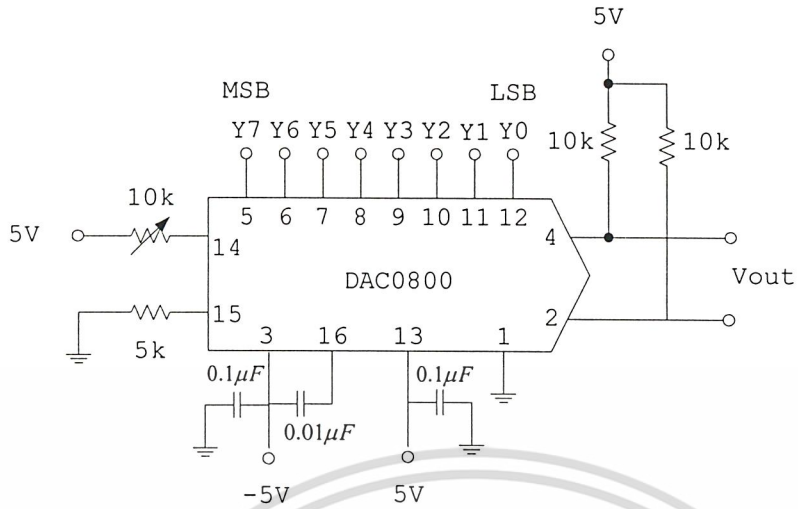 5V
MSB LSB
Y7 Y6 Y5 Y4 Y3 Y2 Y1 Y0
10k 10k
10k
5 6 7 8 9 10 11 12
5V
14
4
DAC0800
Vout
15
2
5k
3 16 13 1
0.1μF
0.1μF
0.01μF
-5V 5V